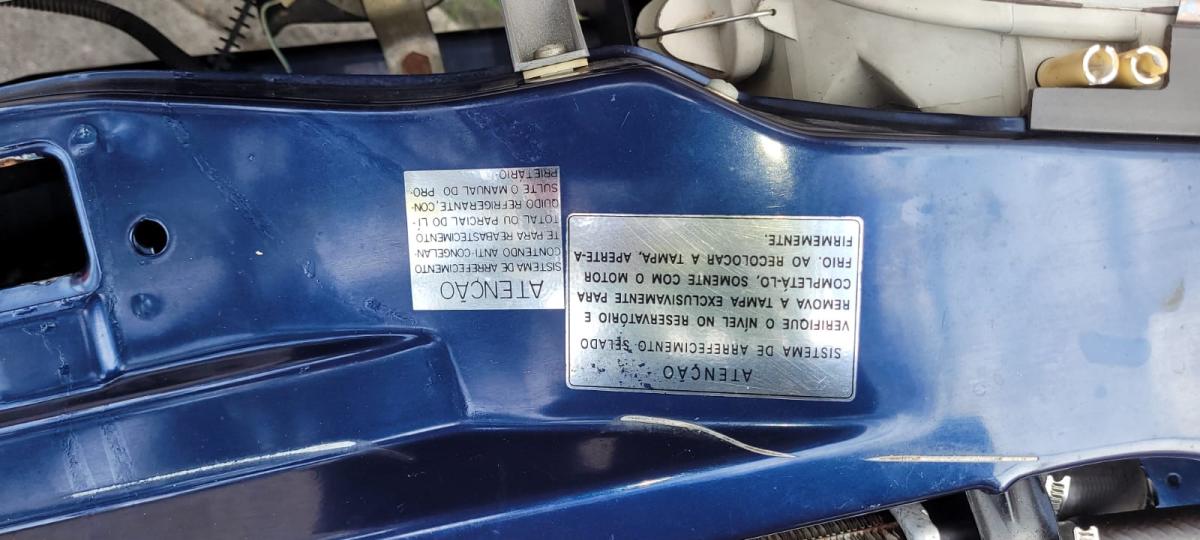 ATENÇÃO
SISTEMA DE ARREFECIMENTO SELADO
VERIFIQUE O NÍVEL NO RESERVATÓRIO E
REMOVA A TAMPA EXCLUSIVAMENTE PARA
COMPLETÁ-LO, SOMENTE COM O MOTOR
FRIO. AO RECOLOCAR A TAMPA, APERTE-A
FIRMEMENTE.
ATENÇÃO
SISTEMA DE ARREFECIMENTO
CONTENDO ANTI-CONGELAN-
TE PARA REABASTECIMENTO
TOTAL OU PARCIAL DO LÍ-
QUIDO REFRIGERANTE, CON-
SULTE O MANUAL DO PRO-
PRIETÁRIO.